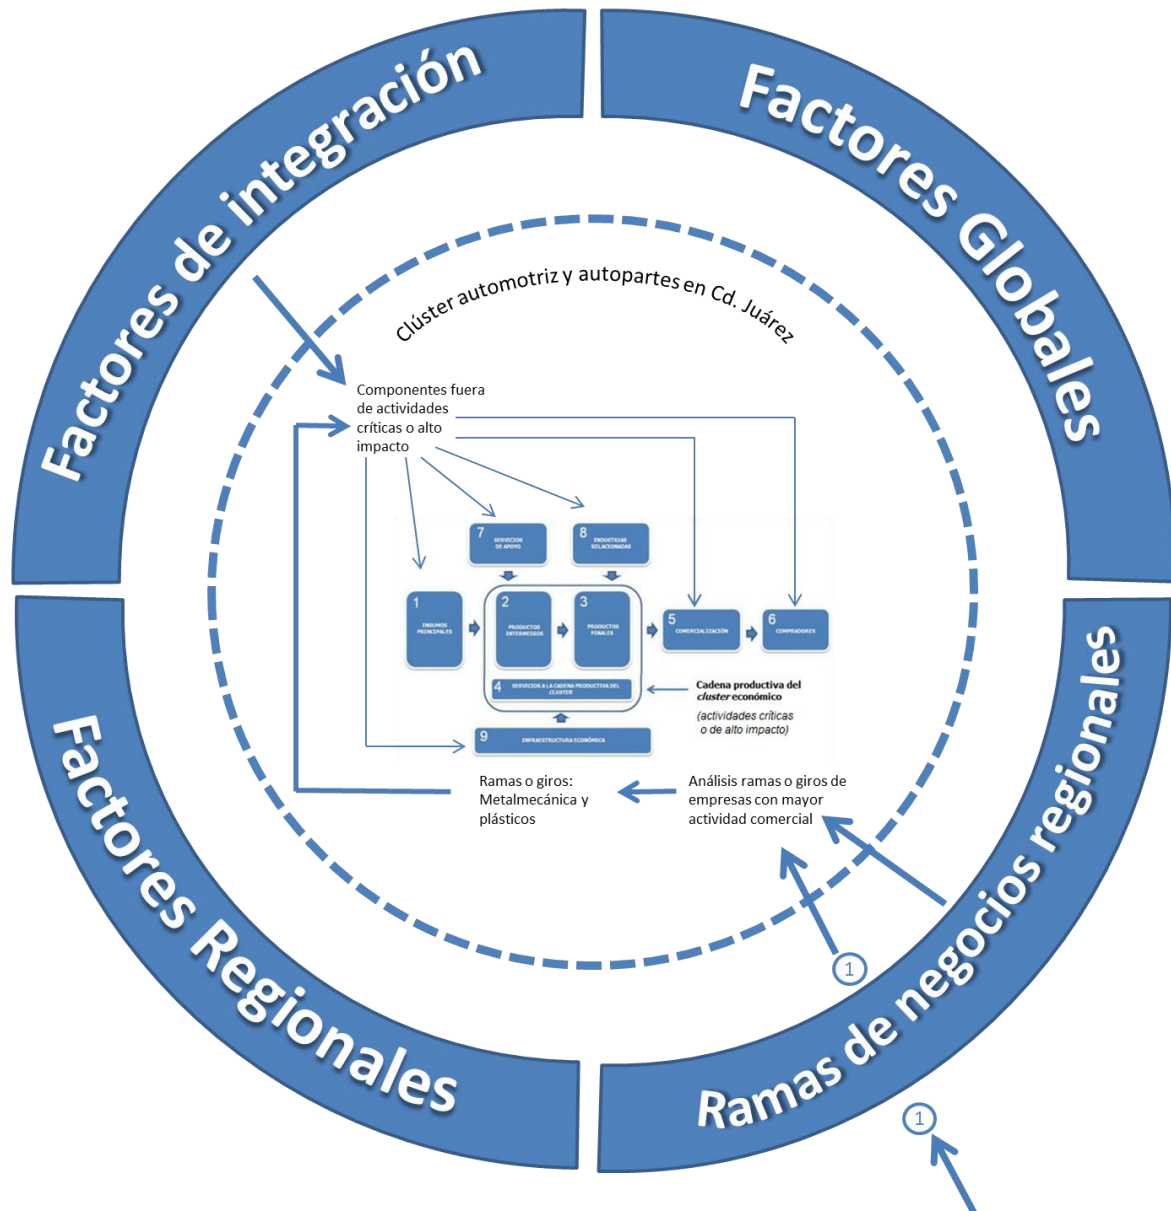 Factores de integración
Factores Globales
Clúster automotriz y autopartes en Cd. Juárez
Componentes fuera
de actividades
críticas o alto
impacto
7
SERVICIOS
DE APOYO
8
INDUSTRIAS
RELACIONADAS
1
INSUMOS
PRINCIPALES
2
PRODUCTOS
INTERMEDIOS
3
PRODUCTOS
FINALES
5
COMERCIALIZACIÓN
6
COMPRADORES
4
SERVICIOS A LA CADENA PRODUCTIVA DEL
CLUSTER
Cadena productiva del
cluster económico
(actividades críticas
o de alto impacto)
9
INFRAESTRUCTURA ECONÓMICA
Ramas o giros:
Metalmecánica y
plásticos
Análisis ramas o giros de
empresas con mayor
actividad comercial
1
Factores Regionales
Ramas de negocios regionales
1